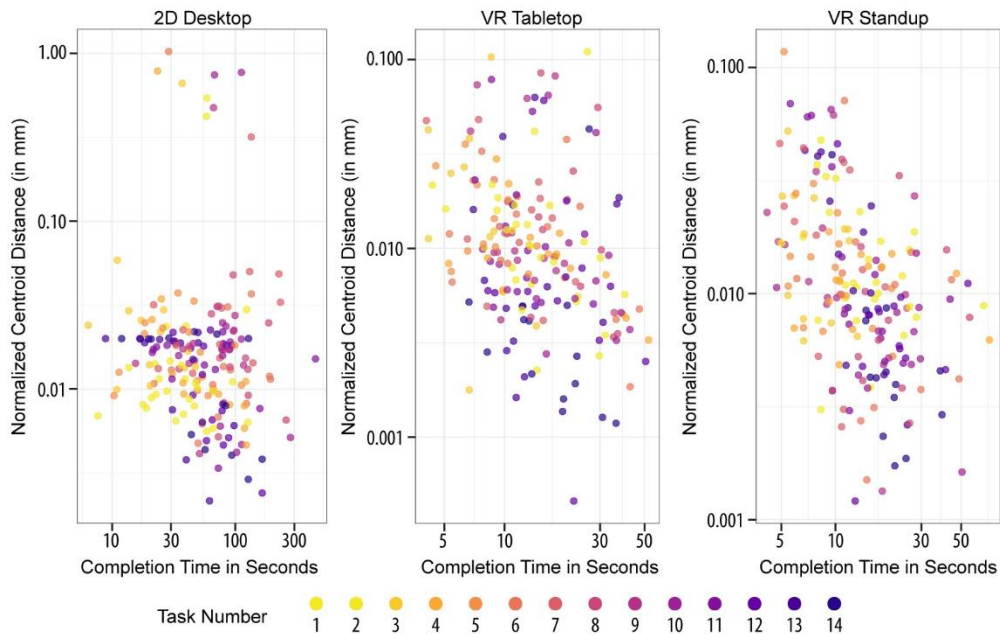 2D Desktop
VR Tabletop
VR Standup
Normalized Centroid Distance (in mm)
1.00
0.10
0.01
10 30 100 300
Completion Time in Seconds
Normalized Centroid Distance (in mm)
0.100
0.010
0.001
5 10 30 50
Completion Time in Seconds
Normalized Centroid Distance (in mm)
0.100
0.010
0.001
5 10 30 50
Completion Time in Seconds
Task Number
1 2 3 4 5 6 7 8 9 10 11 12 13 14